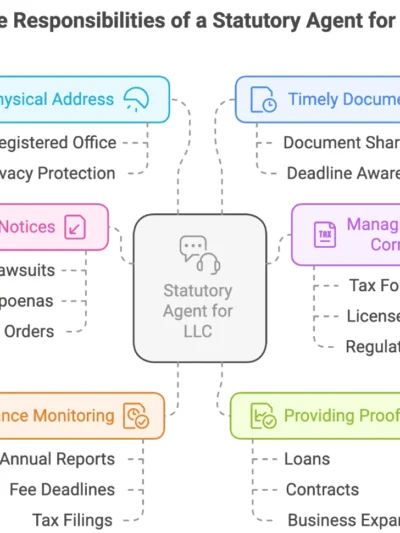 e Responsibilities of a Statutory Agent for
hysical Address
Timely Docume
egistered Office
Document Shar
vacy Protection
Deadline Aware
Notices
Manag
Corr
awsuits
Tax Fo
poenas
License
Orders
Regulat
TAX
Statutory
Agent for
LLC
ance Monitoring
Providing Proof
Annual Reports
Loans
Fee Deadlines
Contracts
Tax Filings
Business Expan